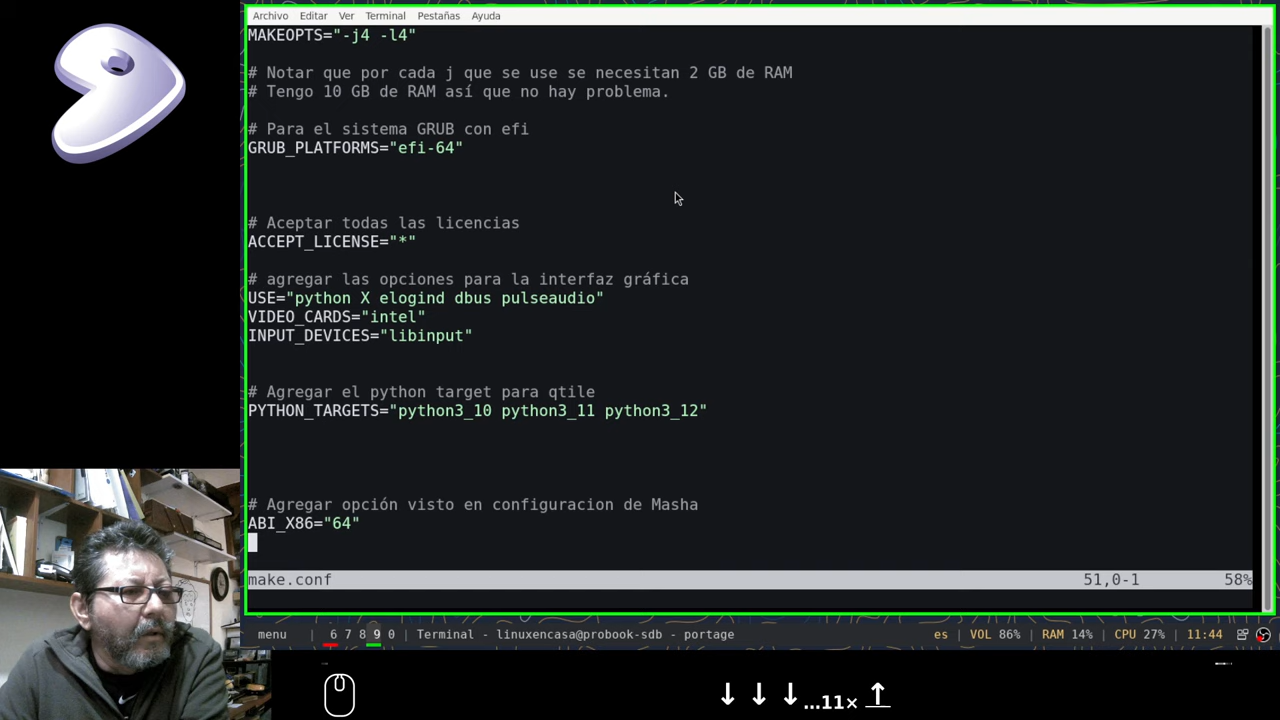 Archivo Editar Ver Terminal Pestañas Ayuda
MAKEOPTS="-j4 -l4"
# Notar que por cada j que se use se necesitan 2 GB de RAM
# Tengo 10 GB de RAM así que no hay problema.
# Para el sistema GRUB con efi
GRUB_PLATFORMS="efi-64"
# Aceptar todas las licencias
ACCEPT_LICENSE="*"
# agregar las opciones para la interfaz gráfica
USE="python X elogind dbus pulseaudio"
VIDEO_CARDS="intel"
INPUT_DEVICES="libinput"
# Agregar el python target para qtile
PYTHON_TARGETS="python3_10 python3_11 python3_12"
# Agregar opción visto en configuracion de Masha
ABI_X86="64"
make.conf 51,0-1 58%
menu | 6 7 8 9 0 | Terminal - linuxencasa@probook-sdb - portage es | VOL 86% | RAM 14% | CPU 27% | 11:44
↓ ↓ ↓ ...11× ↑